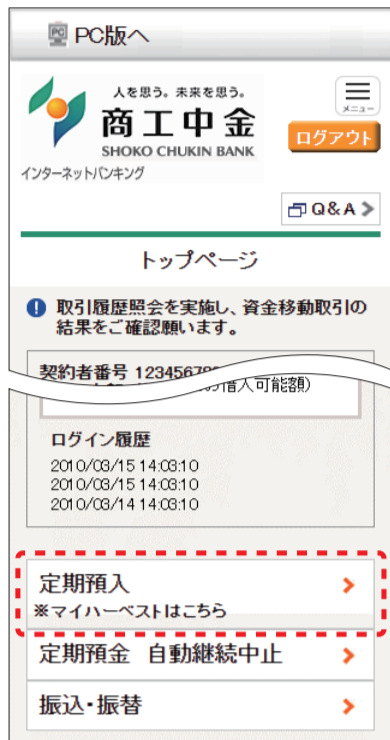 PC版へ
人を思う。未来を思う。
商工中金
SHOKO CHUKIN BANK
インターネットバンキング
メニュー
ログアウト
Q&A
トップページ
取引履歴照会を実施し、資金移動取引の
結果をご確認願います。
契約者番号 12345678
借入可能額)
ログイン履歴
2010/03/15 14:03:10
2010/03/15 14:03:10
2010/03/14 14:03:10
定期預入
※マイハーベストはこちら
定期預金 自動継続中止
振込・振替